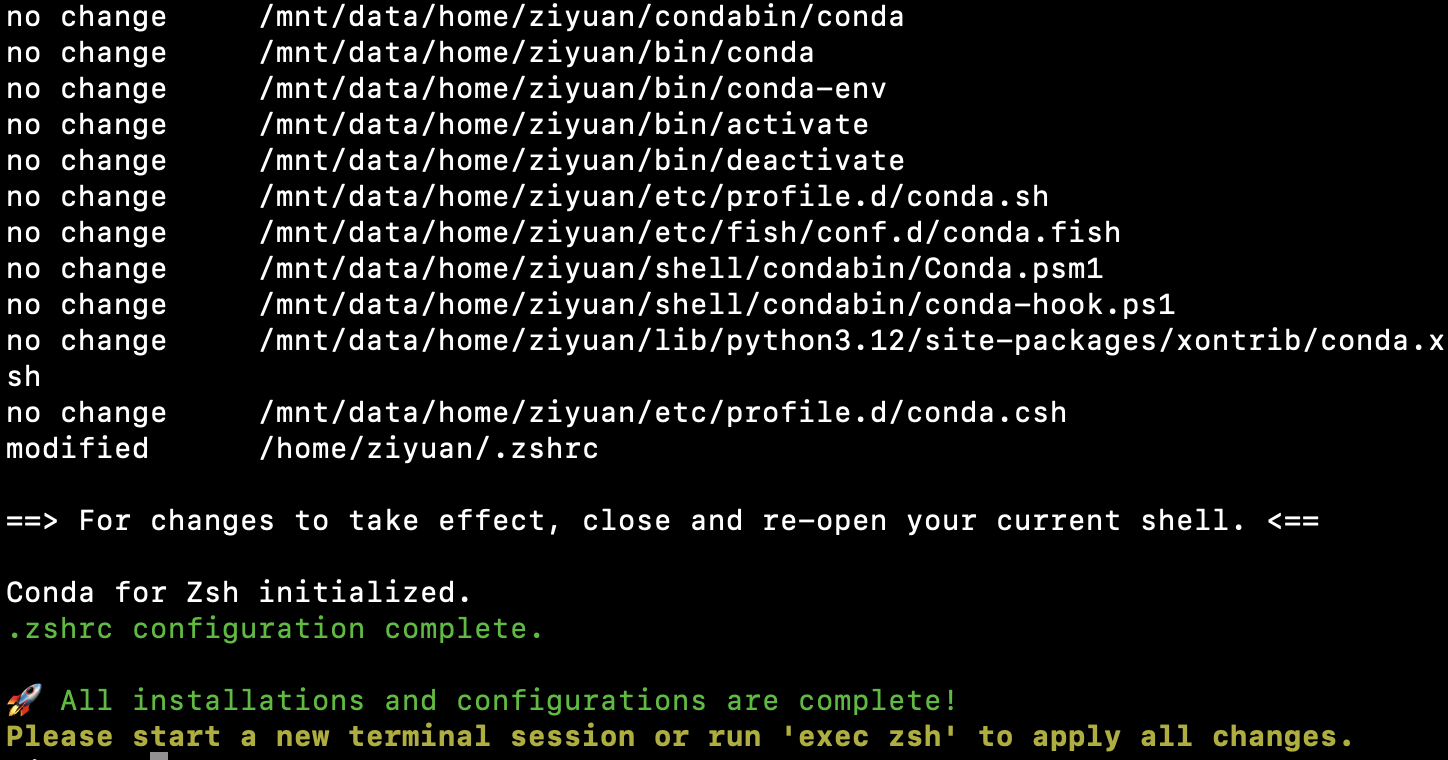 no change     /mnt/data/home/ziyuan/condabin/conda
no change     /mnt/data/home/ziyuan/bin/conda
no change     /mnt/data/home/ziyuan/bin/conda-env
no change     /mnt/data/home/ziyuan/bin/activate
no change     /mnt/data/home/ziyuan/bin/deactivate
no change     /mnt/data/home/ziyuan/etc/profile.d/conda.sh
no change     /mnt/data/home/ziyuan/etc/fish/conf.d/conda.fish
no change     /mnt/data/home/ziyuan/shell/condabin/Conda.psm1
no change     /mnt/data/home/ziyuan/shell/condabin/conda-hook.ps1
no change     /mnt/data/home/ziyuan/lib/python3.12/site-packages/xontrib/conda.x
sh
no change     /mnt/data/home/ziyuan/etc/profile.d/conda.csh
modified      /home/ziyuan/.zshrc
==> For changes to take effect, close and re-open your current shell. <==
Conda for Zsh initialized.
.zshrc configuration complete.
🚀 All installations and configurations are complete!
Please start a new terminal session or run 'exec zsh' to apply all changes.